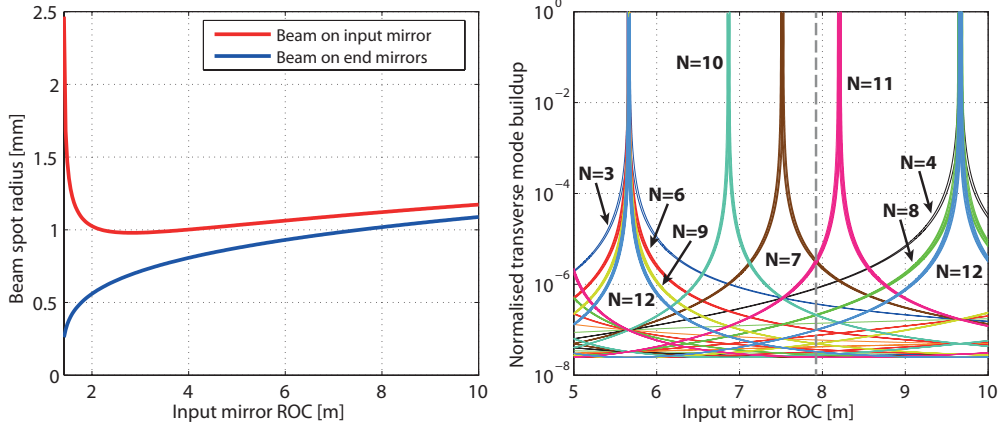 2.5
2
1.5
1
0.5
0
2
4
6
8
10
Beam spot radius [mm]
Input mirror ROC [m]
Beam on input mirror
Beam on end mirrors
10^0
10^-2
10^-4
10^-6
10^-8
5
6
7
8
9
10
Normalised transverse mode buildup
Input mirror ROC [m]
N=10
N=11
N=3
N=6
N=9
N=12
N=7
N=4
N=8
N=12